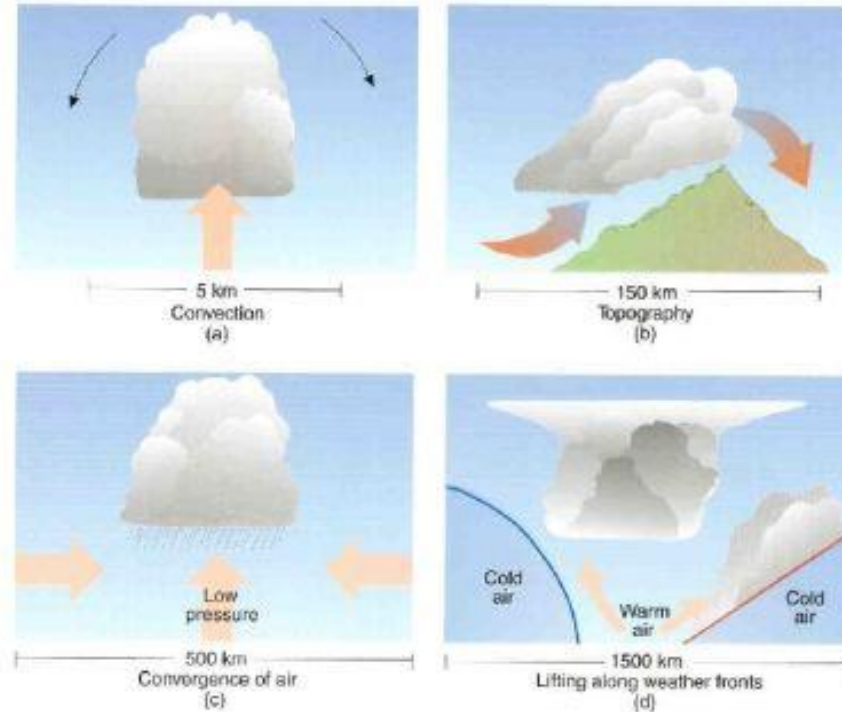 5 km
Convection
(a)
150 km
Topography
(b)
Low
pressure
500 km
Convergence of air
(c)
Cold
air
Warm
air
Cold
air
1500 km
Lifting along weather fronts
(d)